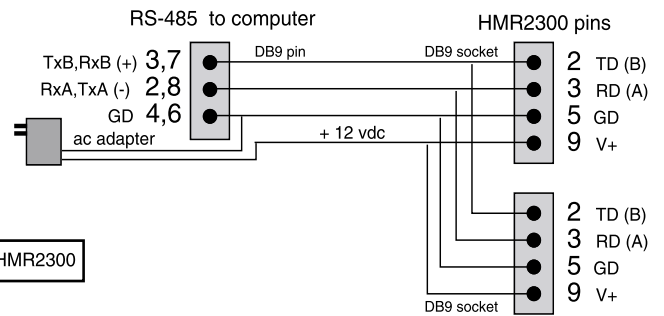 RS-485 to computer
HMR2300 pins
DB9 pin
DB9 socket
TxB,RxB (+) 3,7
2 TD (B)
RxA,TxA (-) 2,8
3 RD (A)
GD 4,6
5 GD
ac adapter
+ 12 vdc
9 V+
2 TD (B)
3 RD (A)
HMR2300
5 GD
9 V+
DB9 socket